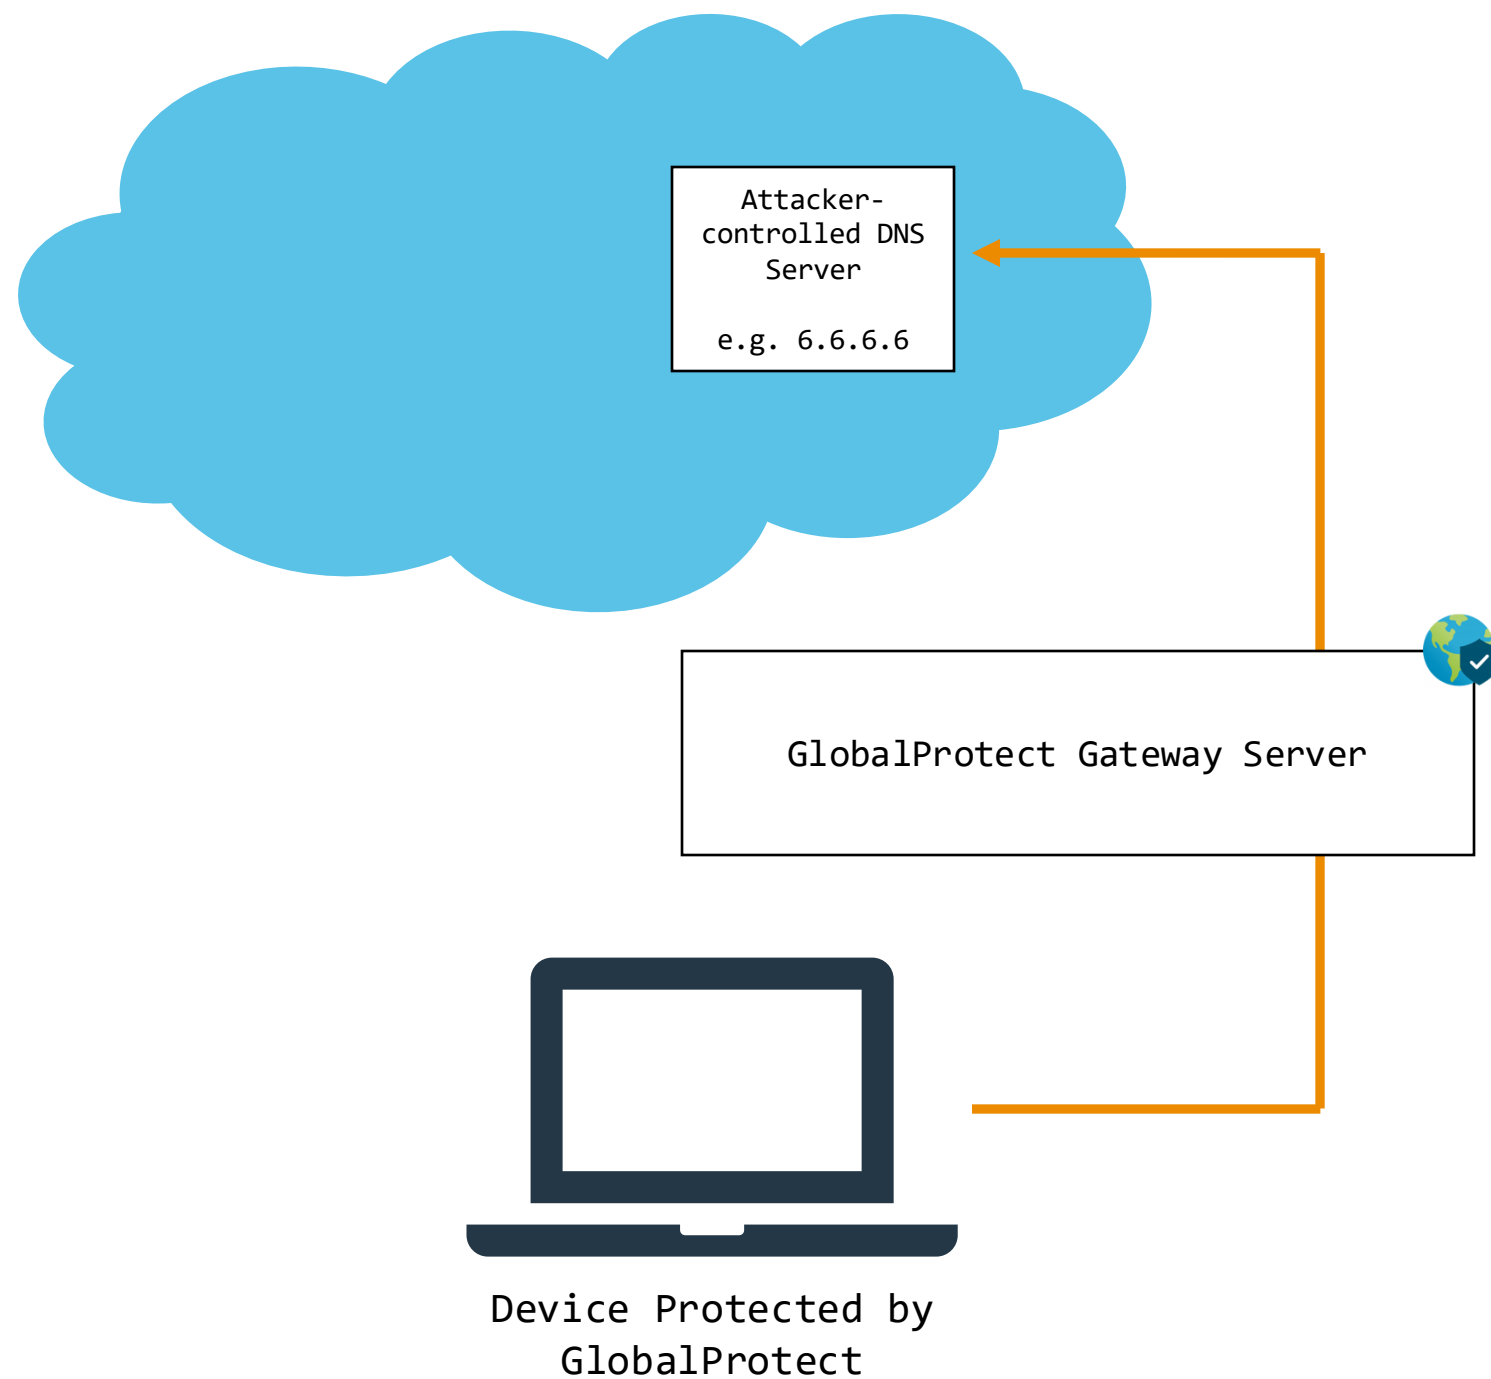 Attacker-
controlled DNS
Server
e.g. 6.6.6.6
GlobalProtect Gateway Server
Device Protected by
GlobalProtect